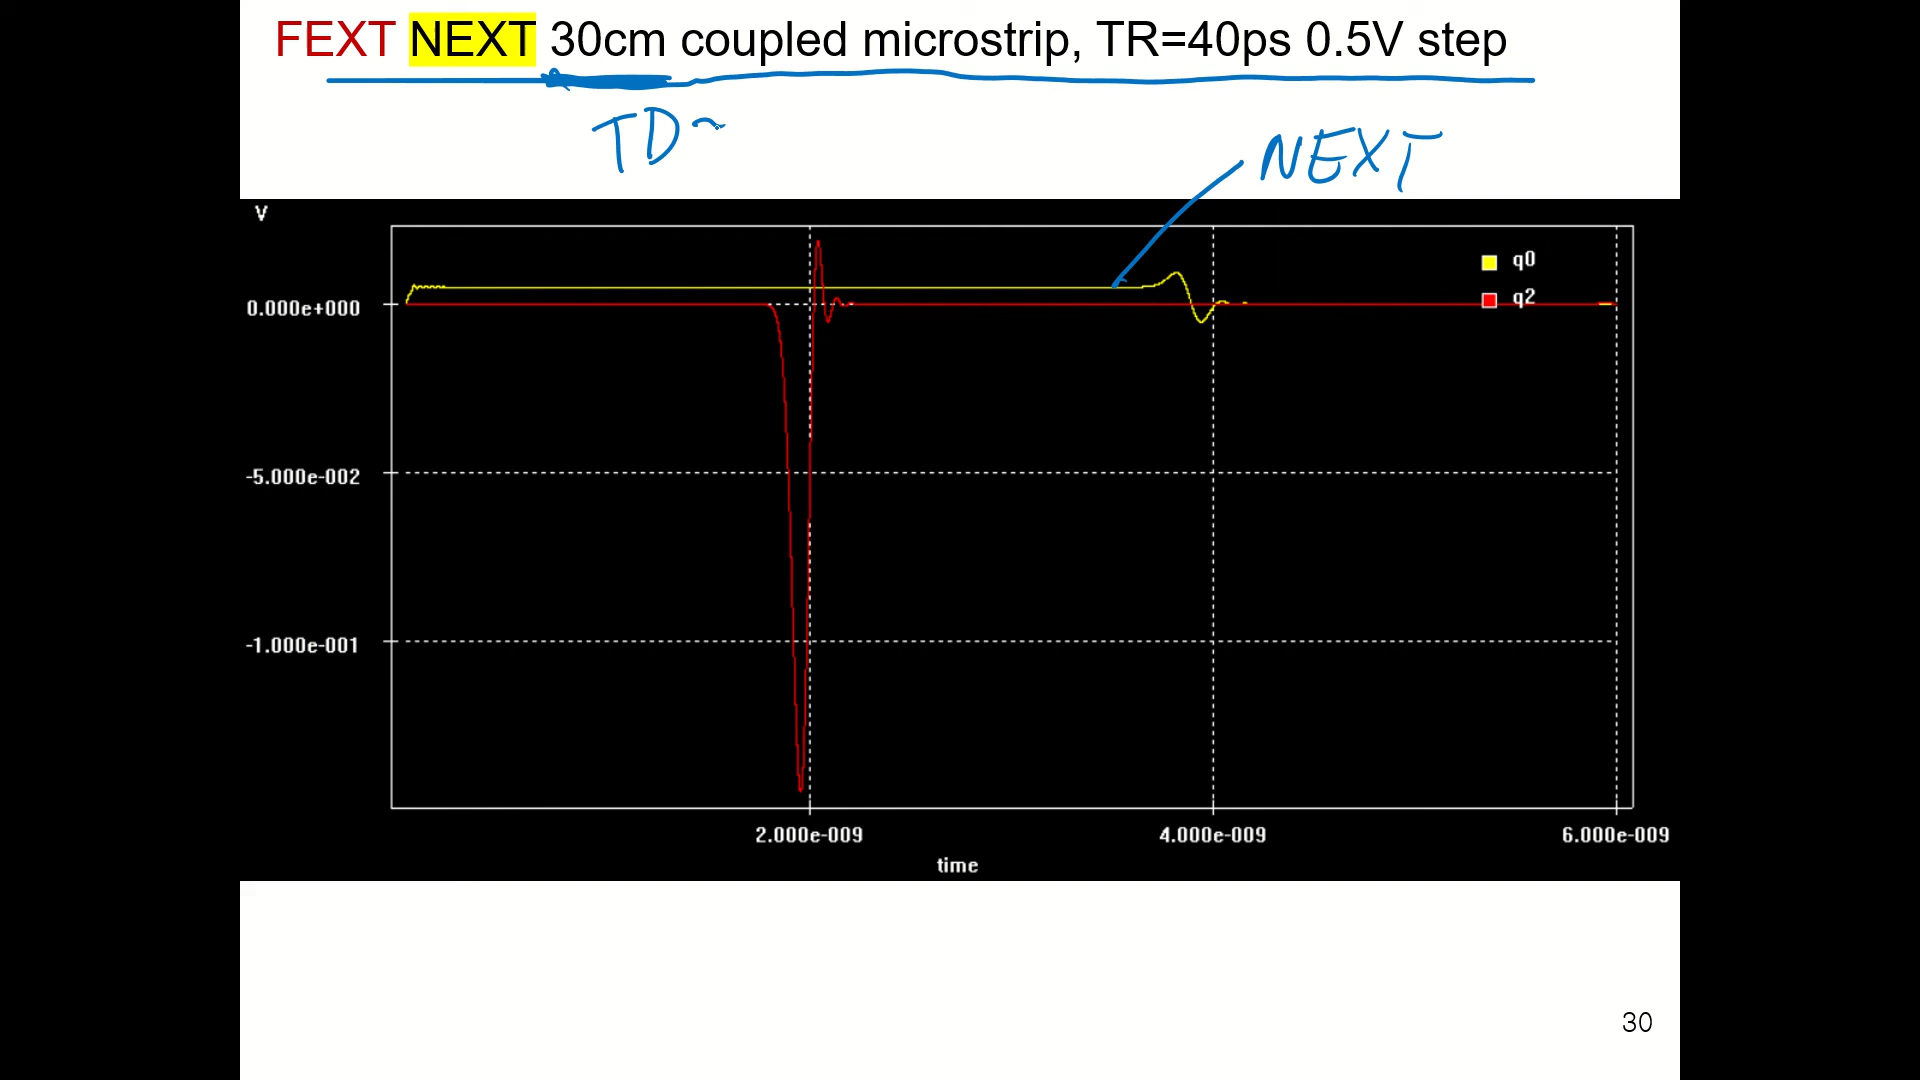 FEXT NEXT 30cm coupled microstrip, TR=40ps 0.5V step
TD~
NEXT
V
q0
0.000e+000
q2
-5.000e-002
-1.000e-001
2.000e-009 4.000e-009 6.000e-009
time
30